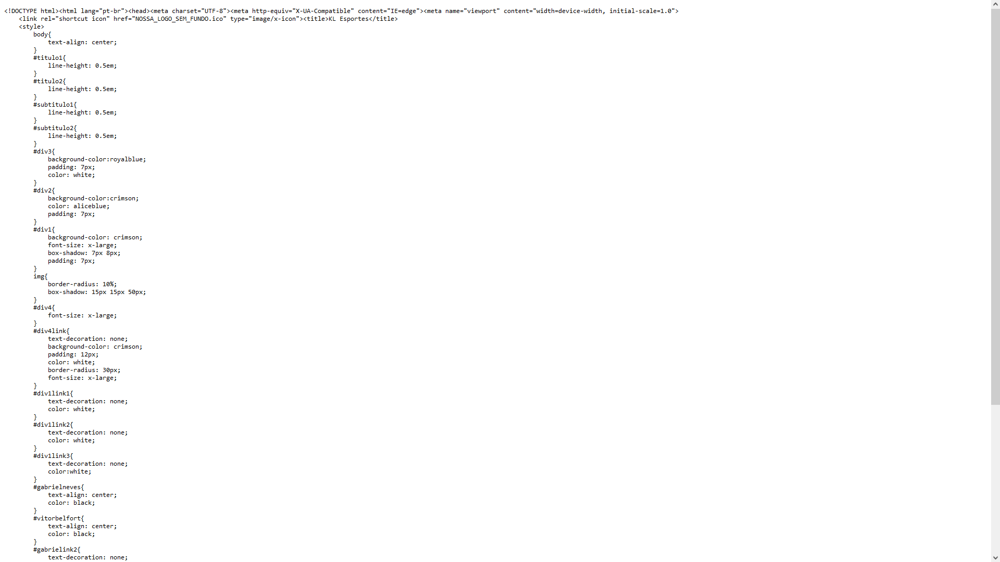 <!DOCTYPE html><html lang="pt-br"><head><meta charset="UTF-8"><meta http-equiv="X-UA-Compatible" content="IE=edge"><meta name="viewport" content="width=device-width, initial-scale=1.0">
    <link rel="shortcut icon" href="NOSSA_LOGO_SEM_FUNDO.ico" type="image/x-icon"><title>KL Esportes</title>
    <style>
        body{
            text-align: center;
        }
        #titulo1{
            line-height: 0.5em;
        }
        #titulo2{
            line-height: 0.5em;
        }
        #subtitulo1{
            line-height: 0.5em;
        }
        #subtitulo2{
            line-height: 0.5em;
        }
        #div3{
            background-color:royalblue;
            padding: 7px;
            color: white;
        }
        #div2{
            background-color:crimson;
            color: aliceblue;
            padding: 7px;
        }
        #div1{
            background-color: crimson;
            font-size: x-large;
            box-shadow: 7px 8px;
            padding: 7px;
        }
        img{
            border-radius: 10%;
            box-shadow: 15px 15px 50px;
        }
        #div4{
            font-size: x-large;
        }
        #div4link{
            text-decoration: none;
            background-color: crimson;
            padding: 12px;
            color: white;
            border-radius: 30px;
            font-size: x-large;
        }
        #div1link1{
            text-decoration: none;
            color: white;
        }
        #div1link2{
            text-decoration: none;
            color: white;
        }
        #div1link3{
            text-decoration: none;
            color:white;
        }
        #gabrielneves{
            text-align: center;
            color: black;
        }
        #vitorbelfort{
            text-align: center;
            color: black;
        }
        #gabrielink2{
            text-decoration: none;